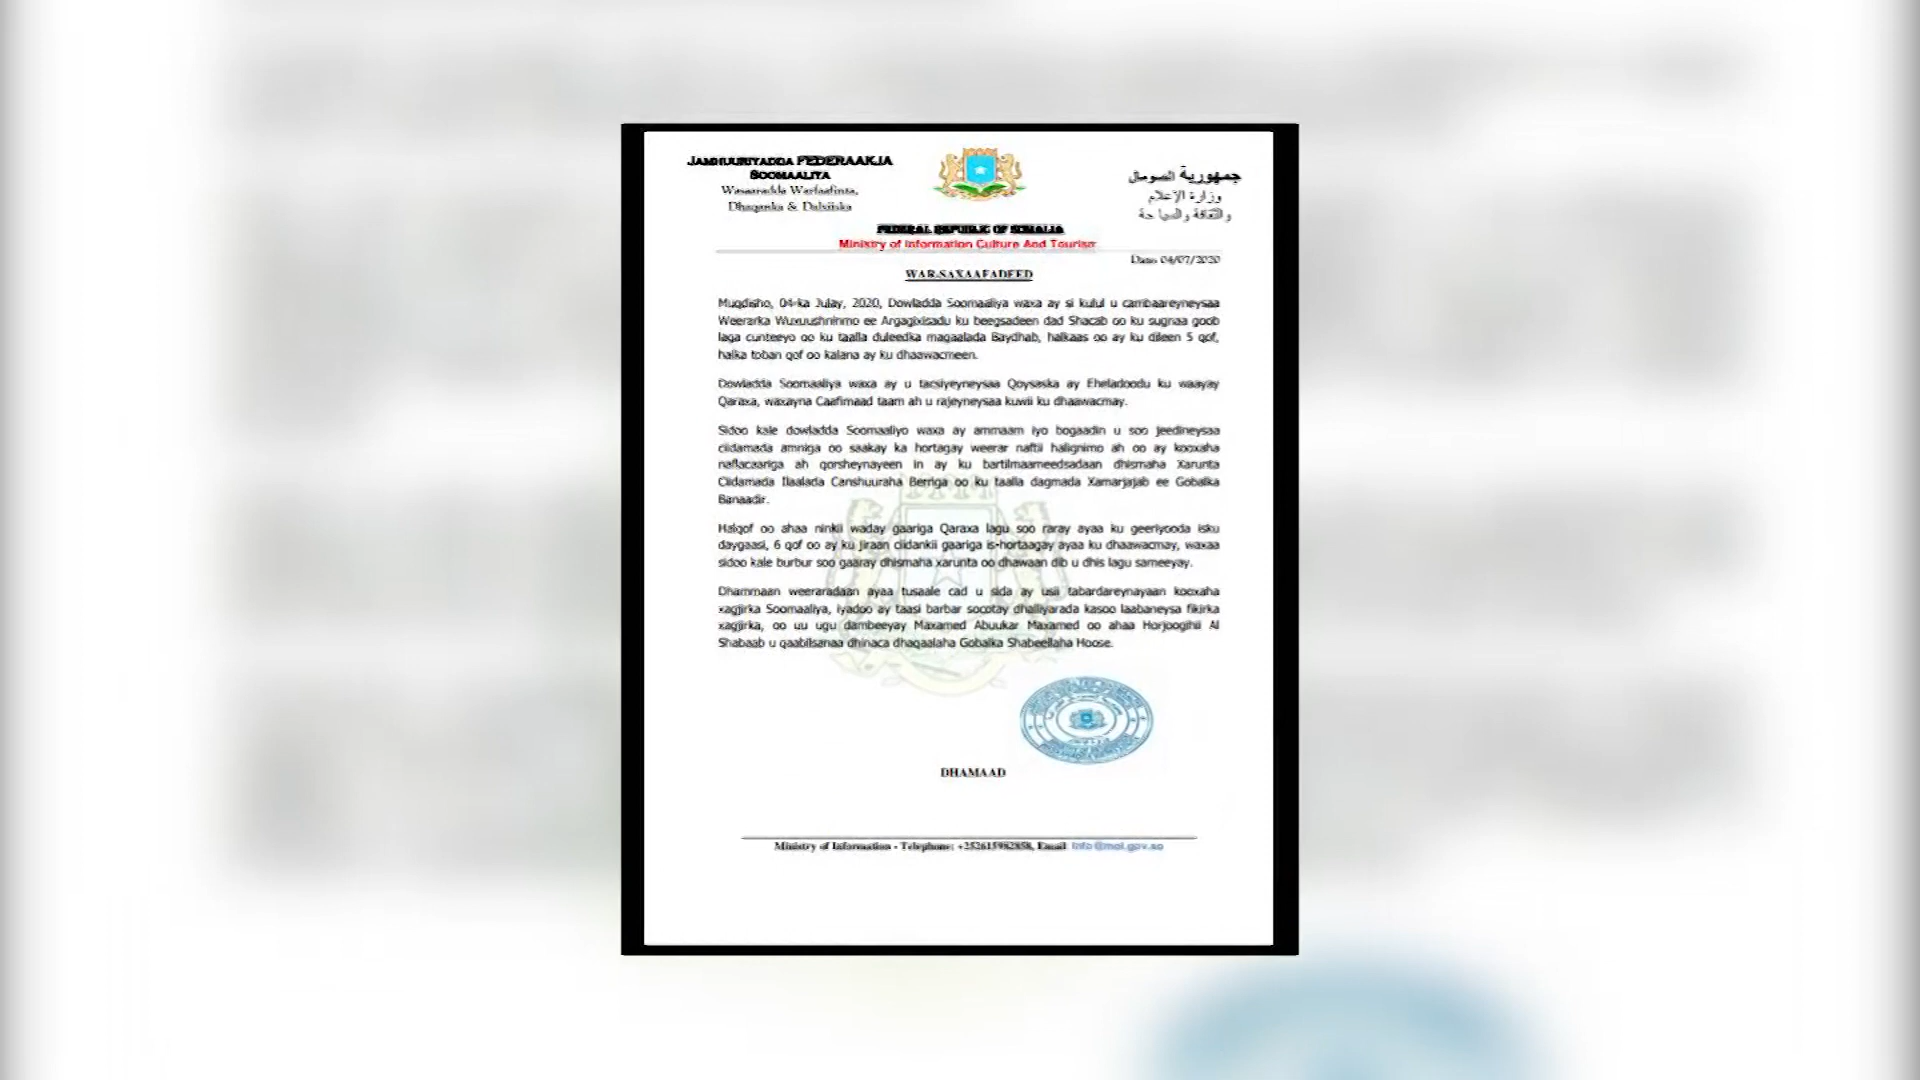 JAMHUURIYADDA FEDERAALKA
SOOMAALIYA
Wasaaradda Warfaafinta,
Dhaqanka & Dalxiiska
جمهورية الصومال
وزارة الإعلام
والثقافة والسياحة
FEDERAL REPUBLIC OF SOMALIA
Ministry of Information Culture And Tourism
Date: 04/07/2020
WAR-SAXAAFADEED
Muqdisho, 04-ka Julay, 2020, Dowladda Soomaaliya waxa ay si kulul u cambaareyneysaa
Weerarka Wuxuushnimo ee Argagixisadu ku beegsadeen dad Shacab oo ku sugnaa goob
laga cunteeyo oo ku taalla duleedka magaalada Baydhab, halkaas oo ay ku dileen 5 qof,
halka toban qof oo kalana ay ku dhaawacmeen.
Dowladda Soomaaliya waxa ay u tacsiyeyneysaa Qoysaska ay Eheladoodu ku waayay
Qaraxa, waxayna Caafimaad taam ah u rajeyneysaa kuwii ku dhaawacmay.
Sidoo kale dowladda Soomaaliyo waxa ay ammaam iyo bogaadin u soo jeedineysaa
ciidamada amniga oo saakay ka hortagay weerar naftii halignimo ah oo ay kooxaha
naflacaariga ah qorsheynayeen in ay ku bartilmaameedsadaan dhismaha Xarunta
Ciidamada Ilaalada Canshuuraha Berriga oo ku taalla dagmada Xamarjajab ee Gobalka
Banaadir.
Halqof oo ahaa ninkii waday gaariga Qaraxa lagu soo raray ayaa ku geeriyooda isku
daygaasi, 6 qof oo ay ku jiraan ciidankii gaariga is-hortaagay ayaa ku dhaawacmay, waxaa
sidoo kale burbur soo gaaray dhismaha xarunta oo dhawaan dib u dhis lagu sameeyay.
Dhammaan weeraradaan ayaa tusaale cad u sida ay usii tabardareynayaan kooxaha
xagjirka Soomaaliya, iyadoo ay taasi barbar socotay dhalliyarada kasoo laabaneysa fikirka
xagjirka, oo uu ugu dambeeyay Maxamed Abuukar Maxamed oo ahaa Horjoogihii Al
Shabaab u qaabilsanaa dhinaca dhaqaalaha Gobalka Shabeellaha Hoose.
DHAMAAD
Ministry of Information - Telephone: +252615982858, Email info@moi.gov.so